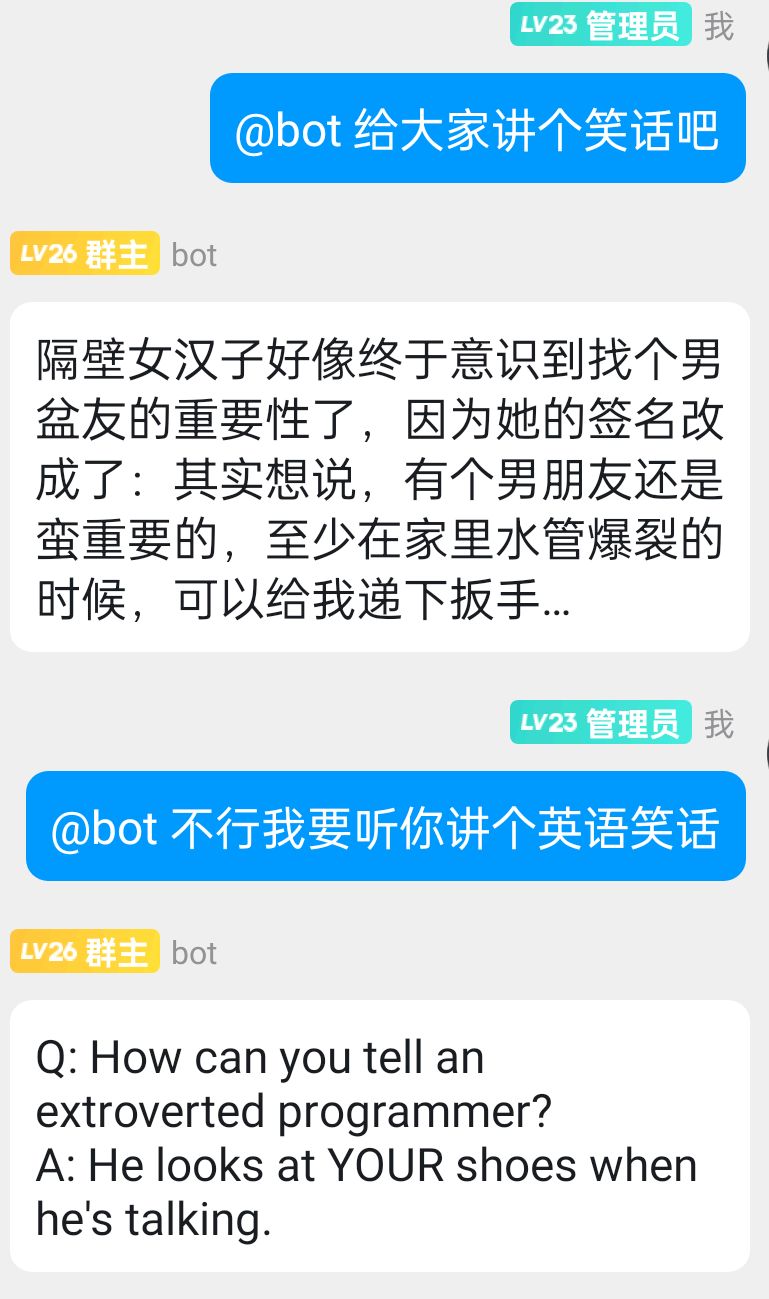 LV23 管理员 我
@bot 给大家讲个笑话吧
LV26 群主 bot
隔壁女汉子好像终于意识到找个男
盆友的重要性了，因为她的签名改
成了：其实想说，有个男朋友还是
蛮重要的，至少在家里水管爆裂的
时候，可以给我递下扳手...
LV23 管理员 我
@bot 不行我要听你讲个英语笑话
LV26 群主 bot
Q: How can you tell an
extroverted programmer?
A: He looks at YOUR shoes when
he's talking.